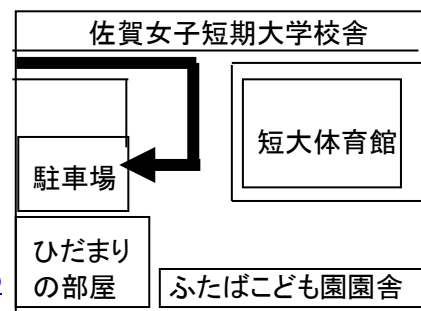 佐賀女子短期大学校舎
短大体育館
駐車場
ひだまり
の部屋
ふたばこども園園舎